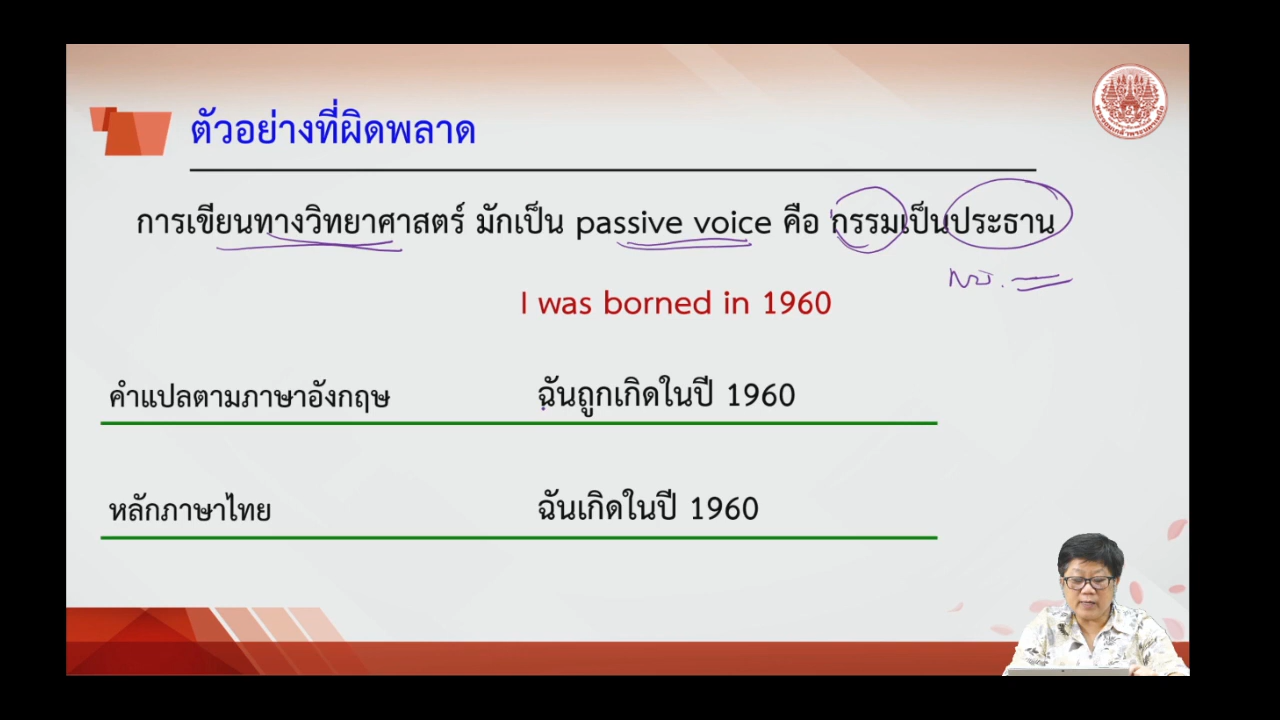 ตัวอย่างที่ผิดพลาด
การเขียนทางวิทยาศาสตร์ มักเป็น passive voice คือ กรรมเป็นประธาน
I was borned in 1960
คำแปลตามภาษาอังกฤษ ฉันถูกเกิดในปี 1960
หลักภาษาไทย ฉันเกิดในปี 1960